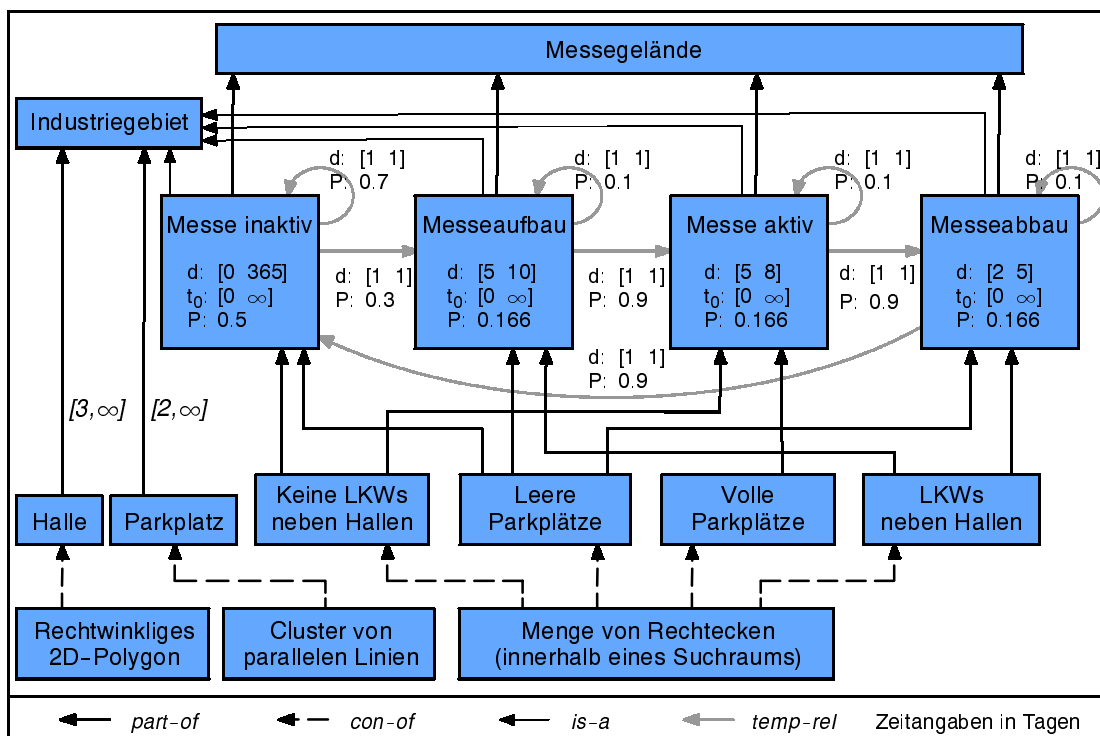 Messegelände
Industriegebiet
d: [1 1]
P: 0.7
d: [1 1]
P: 0.1
d: [1 1]
P: 0.1
d: [1 1]
P: 0.1
Messe inaktiv
d: [0 365]
t0: [0 ∞]
P: 0.5
d: [1 1]
P: 0.3
Messeaufbau
d: [5 10]
t0: [0 ∞]
P: 0.166
d: [1 1]
P: 0.9
Messe aktiv
d: [5 8]
t0: [0 ∞]
P: 0.166
d: [1 1]
P: 0.9
Messeabbau
d: [2 5]
t0: [0 ∞]
P: 0.166
d: [1 1]
P: 0.9
[3,∞]
[2,∞]
Halle
Parkplatz
Keine LKWs
neben Hallen
Leere
Parkplätze
Volle
Parkplätze
LKWs
neben Hallen
Rechtwinkliges
2D-Polygon
Cluster von
parallelen Linien
Menge von Rechtecken
(innerhalb eines Suchraums)
part-of
con-of
is-a
temp-rel
Zeitangaben in Tagen